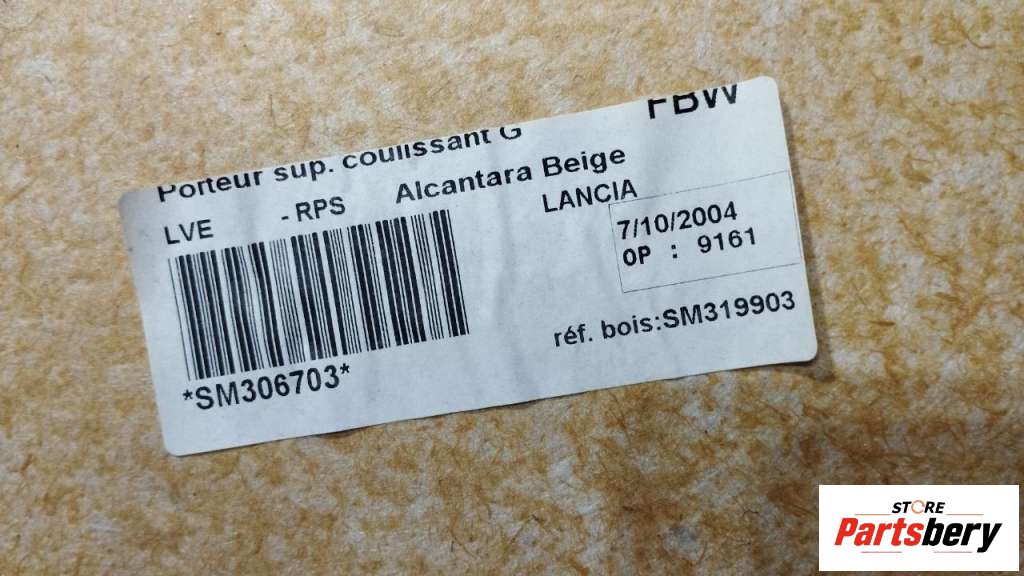 FBW
Porteur sup. coulissant G
Alcantara Beige
LVE - RPS
LANCIA
7/10/2004
OP : 9161
*SM306703*
réf. bois:SM319903
STORE
Partsbery